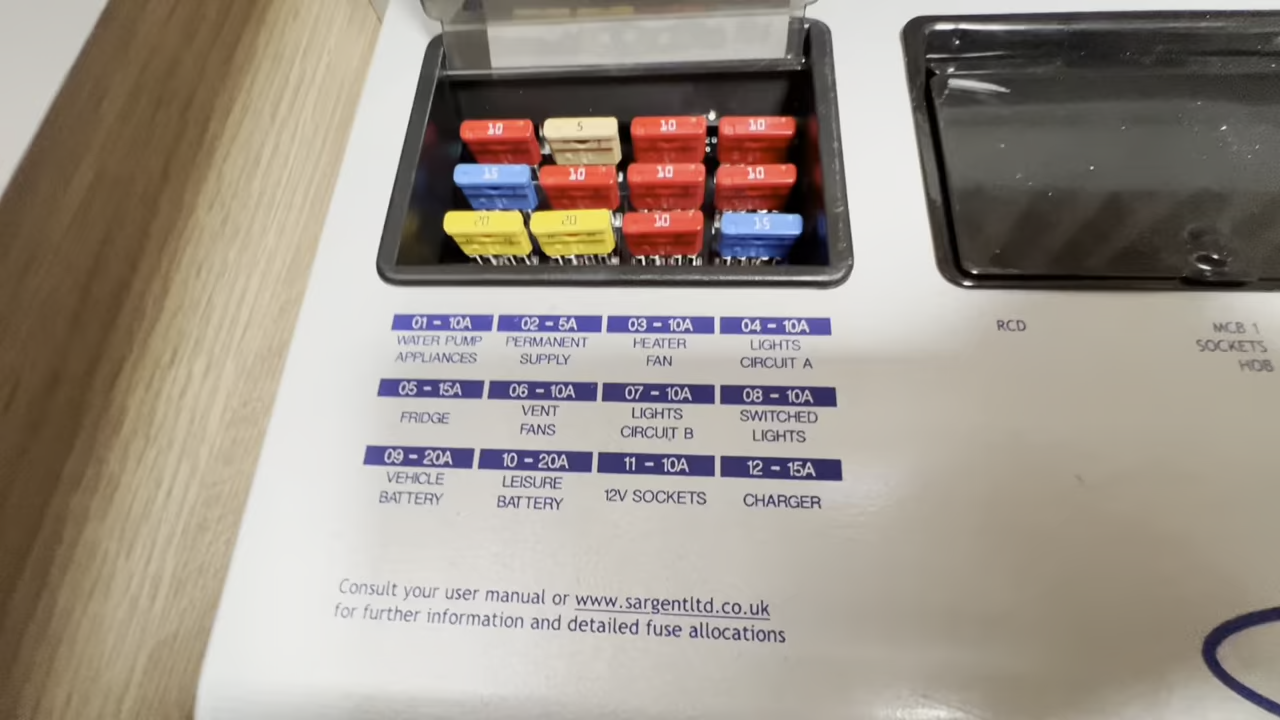 10 5 10 10
15 10 10 10
20 20 10 15
01 - 10A 02 - 5A 03 - 10A 04 - 10A
WATER PUMP PERMANENT HEATER LIGHTS
APPLIANCES SUPPLY FAN CIRCUIT A
05 - 15A 06 - 10A 07 - 10A 08 - 10A
FRIDGE VENT LIGHTS SWITCHED
FANS CIRCUIT B LIGHTS
09 - 20A 10 - 20A 11 - 10A 12 - 15A
VEHICLE LEISURE 12V SOCKETS CHARGER
BATTERY BATTERY
RCD MCB 1
SOCKETS
HOB
Consult your user manual or www.sargentltd.co.uk
for further information and detailed fuse allocations